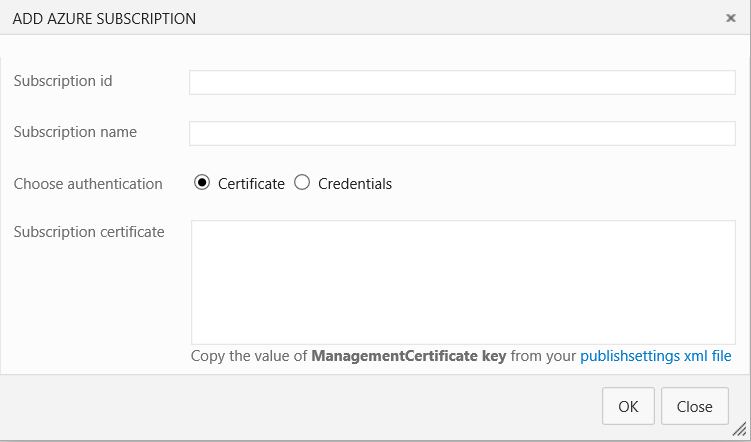 ADD AZURE SUBSCRIPTION
Subscription id
Subscription name
Choose authentication Certificate Credentials
Subscription certificate
Copy the value of ManagementCertificate key from your publishsettings xml file
OK Close